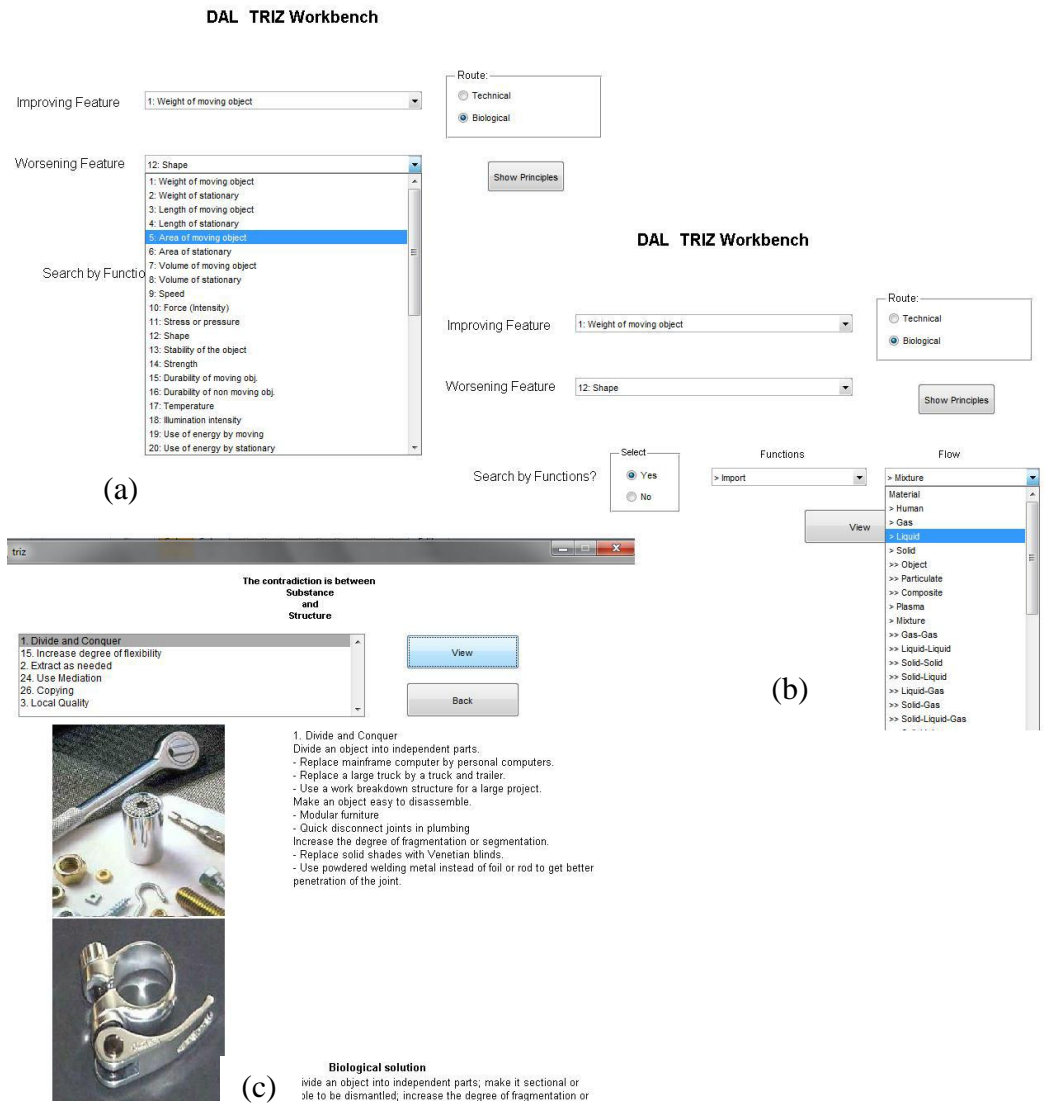 DAL TRIZ Workbench
Improving Feature
1: Weight of moving object
Route:
Technical
Biological
Worsening Feature
12: Shape
Show Principles
1: Weight of moving object
2: Weight of stationary
3: Length of moving object
4: Length of stationary
5: Area of moving object
6: Area of stationary
7: Volume of moving object
8: Volume of stationary
9: Speed
10: Force (Intensity)
11: Stress or pressure
12: Shape
13: Stability of the object
14: Strength
15: Durability of moving obj.
16: Durability of non moving obj.
17: Temperature
18: Illumination intensity
19: Use of energy by moving
20: Use of energy by stationary
Search by Functio
(a)
DAL TRIZ Workbench
Improving Feature
1: Weight of moving object
Route:
Technical
Biological
Worsening Feature
12: Shape
Show Principles
Search by Functions?
Select
Yes
No
Functions
> Import
Flow
> Mixture
View
Material
> Human
> Gas
> Liquid
> Solid
>> Object
>> Particulate
>> Composite
> Plasma
> Mixture
>> Gas-Gas
>> Liquid-Liquid
>> Solid-Solid
>> Solid-Liquid
>> Liquid-Gas
>> Solid-Gas
>> Solid-Liquid-Gas
(b)
triz
The contradiction is between
Substance
and
Structure
1. Divide and Conquer
15. Increase degree of flexibility
2. Extract as needed
24. Use Mediation
26. Copying
3. Local Quality
View
Back
1. Divide and Conquer
Divide an object into independent parts.
- Replace mainframe computer by personal computers.
- Replace a large truck by a truck and trailer.
- Use a work breakdown structure for a large project.
Make an object easy to disassemble.
- Modular furniture
- Quick disconnect joints in plumbing
Increase the degree of fragmentation or segmentation.
- Replace solid shades with Venetian blinds.
- Use powdered welding metal instead of foil or rod to get better
penetration of the joint.
Biological solution
ivide an object into independent parts; make it sectional or
ble to be dismantled; increase the degree of fragmentation or
(c)